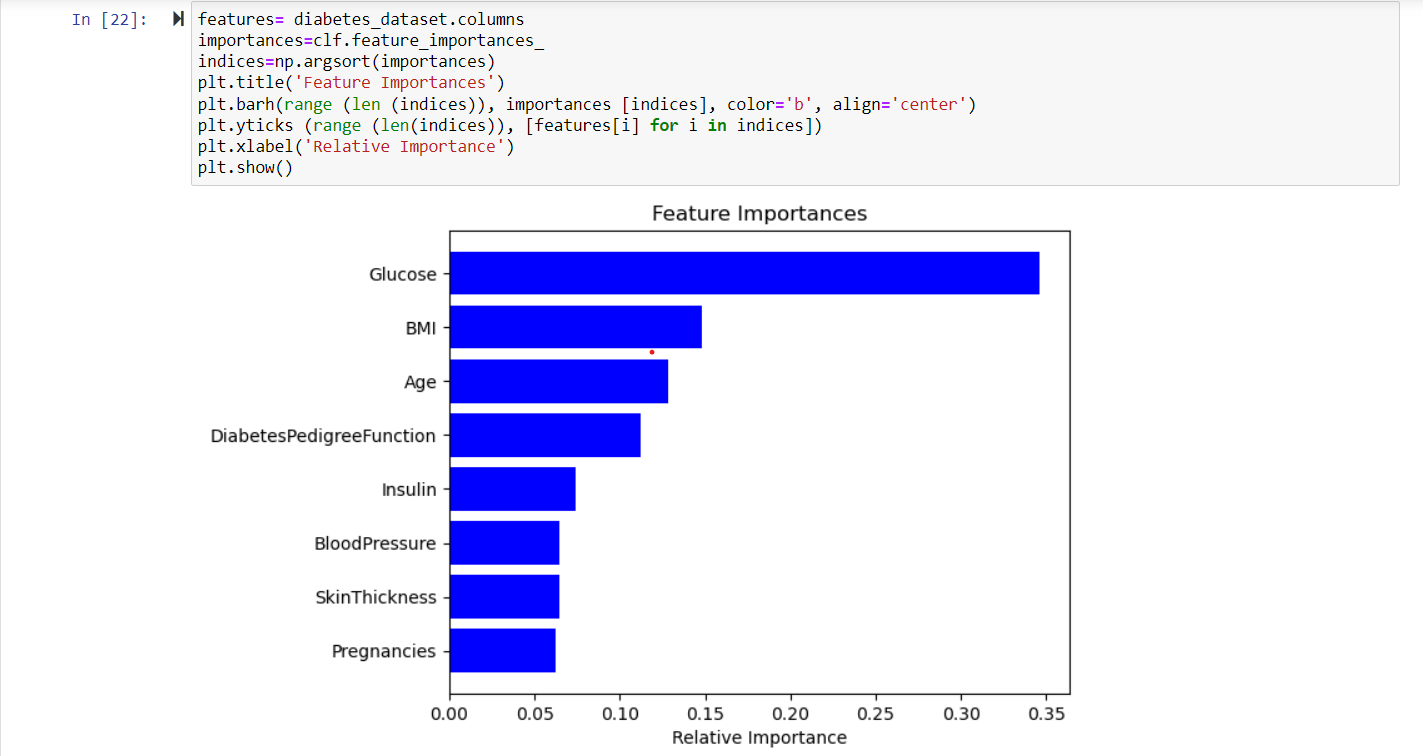 In [22]:
features= diabetes_dataset.columns
importances=clf.feature_importances_
indices=np.argsort(importances)
plt.title('Feature Importances')
plt.barh(range (len (indices)), importances [indices], color='b', align='center')
plt.yticks (range (len(indices)), [features[i] for i in indices])
plt.xlabel('Relative Importance')
plt.show()
Feature Importances
Glucose
BMI
Age
DiabetesPedigreeFunction
Insulin
BloodPressure
SkinThickness
Pregnancies
0.00 0.05 0.10 0.15 0.20 0.25 0.30 0.35
Relative Importance